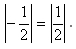 |-1/2| = |1/2|.